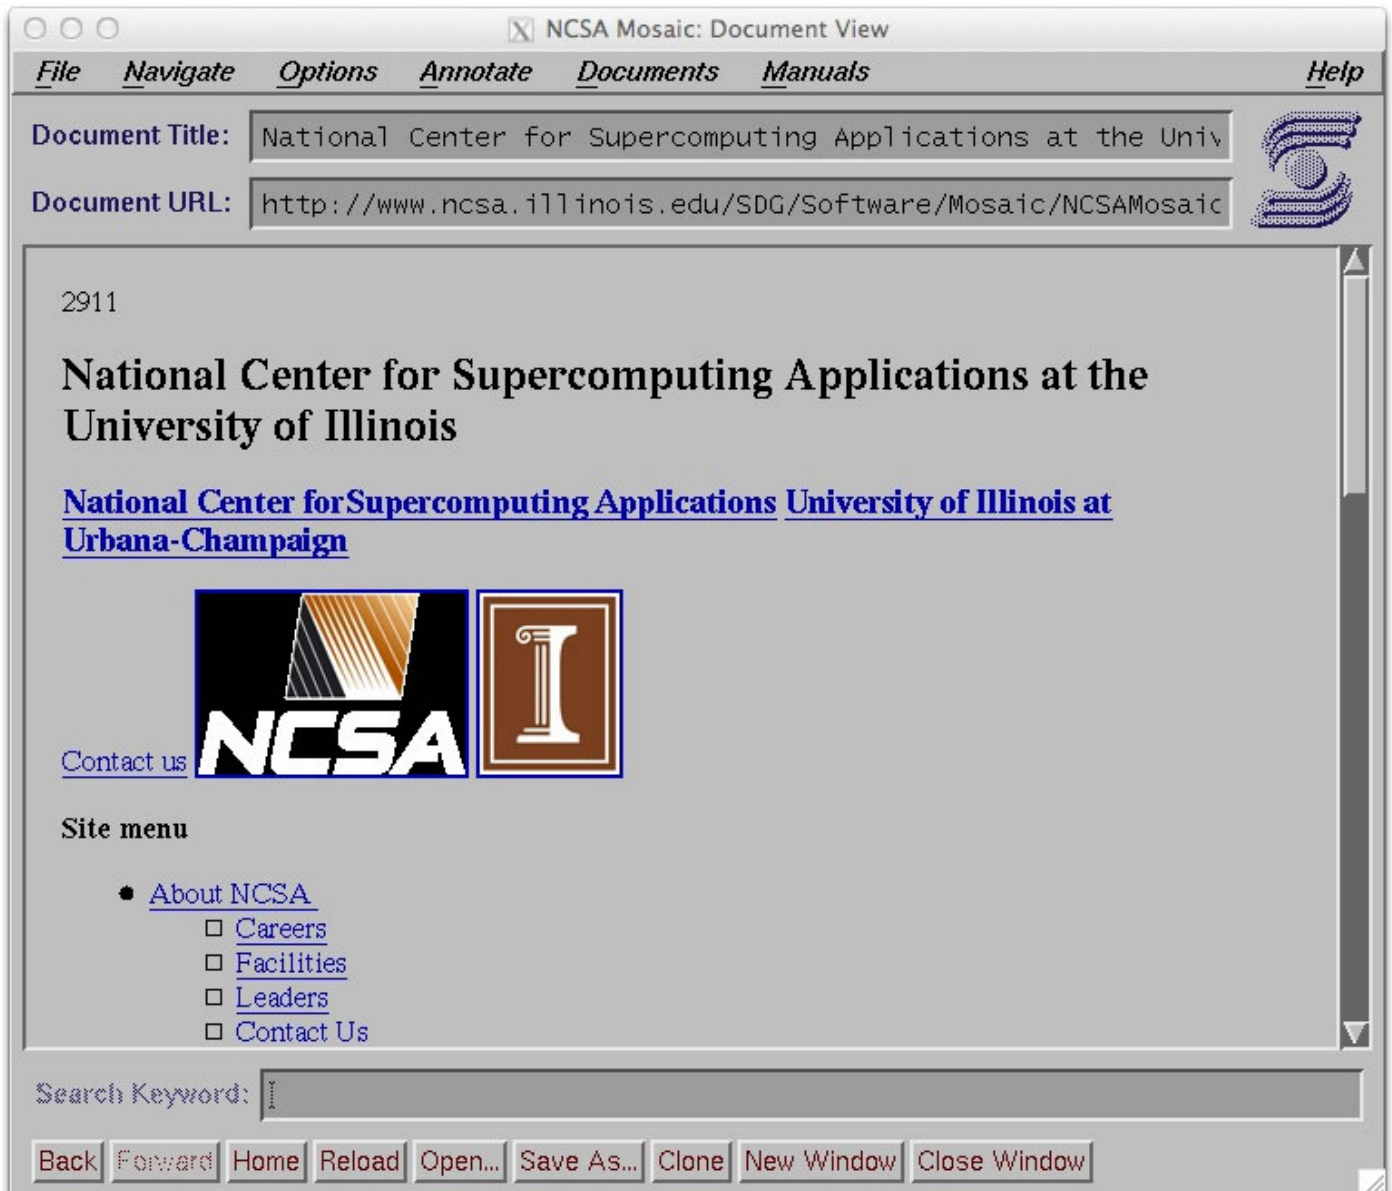 NCSA Mosaic: Document View
File Navigate Options Annotate Documents Manuals Help
Document Title: National Center for Supercomputing Applications at the Univ
Document URL: http://www.ncsa.illinois.edu/SDG/Software/Mosaic/NCSAMosaic
2911
National Center for Supercomputing Applications at the
University of Illinois
National Center for Supercomputing Applications University of Illinois at
Urbana-Champaign
Contact us NCSA I
Site menu
About NCSA
Careers
Facilities
Leaders
Contact Us
Search Keyword:
Back Forward Home Reload Open... Save As... Clone New Window Close Window